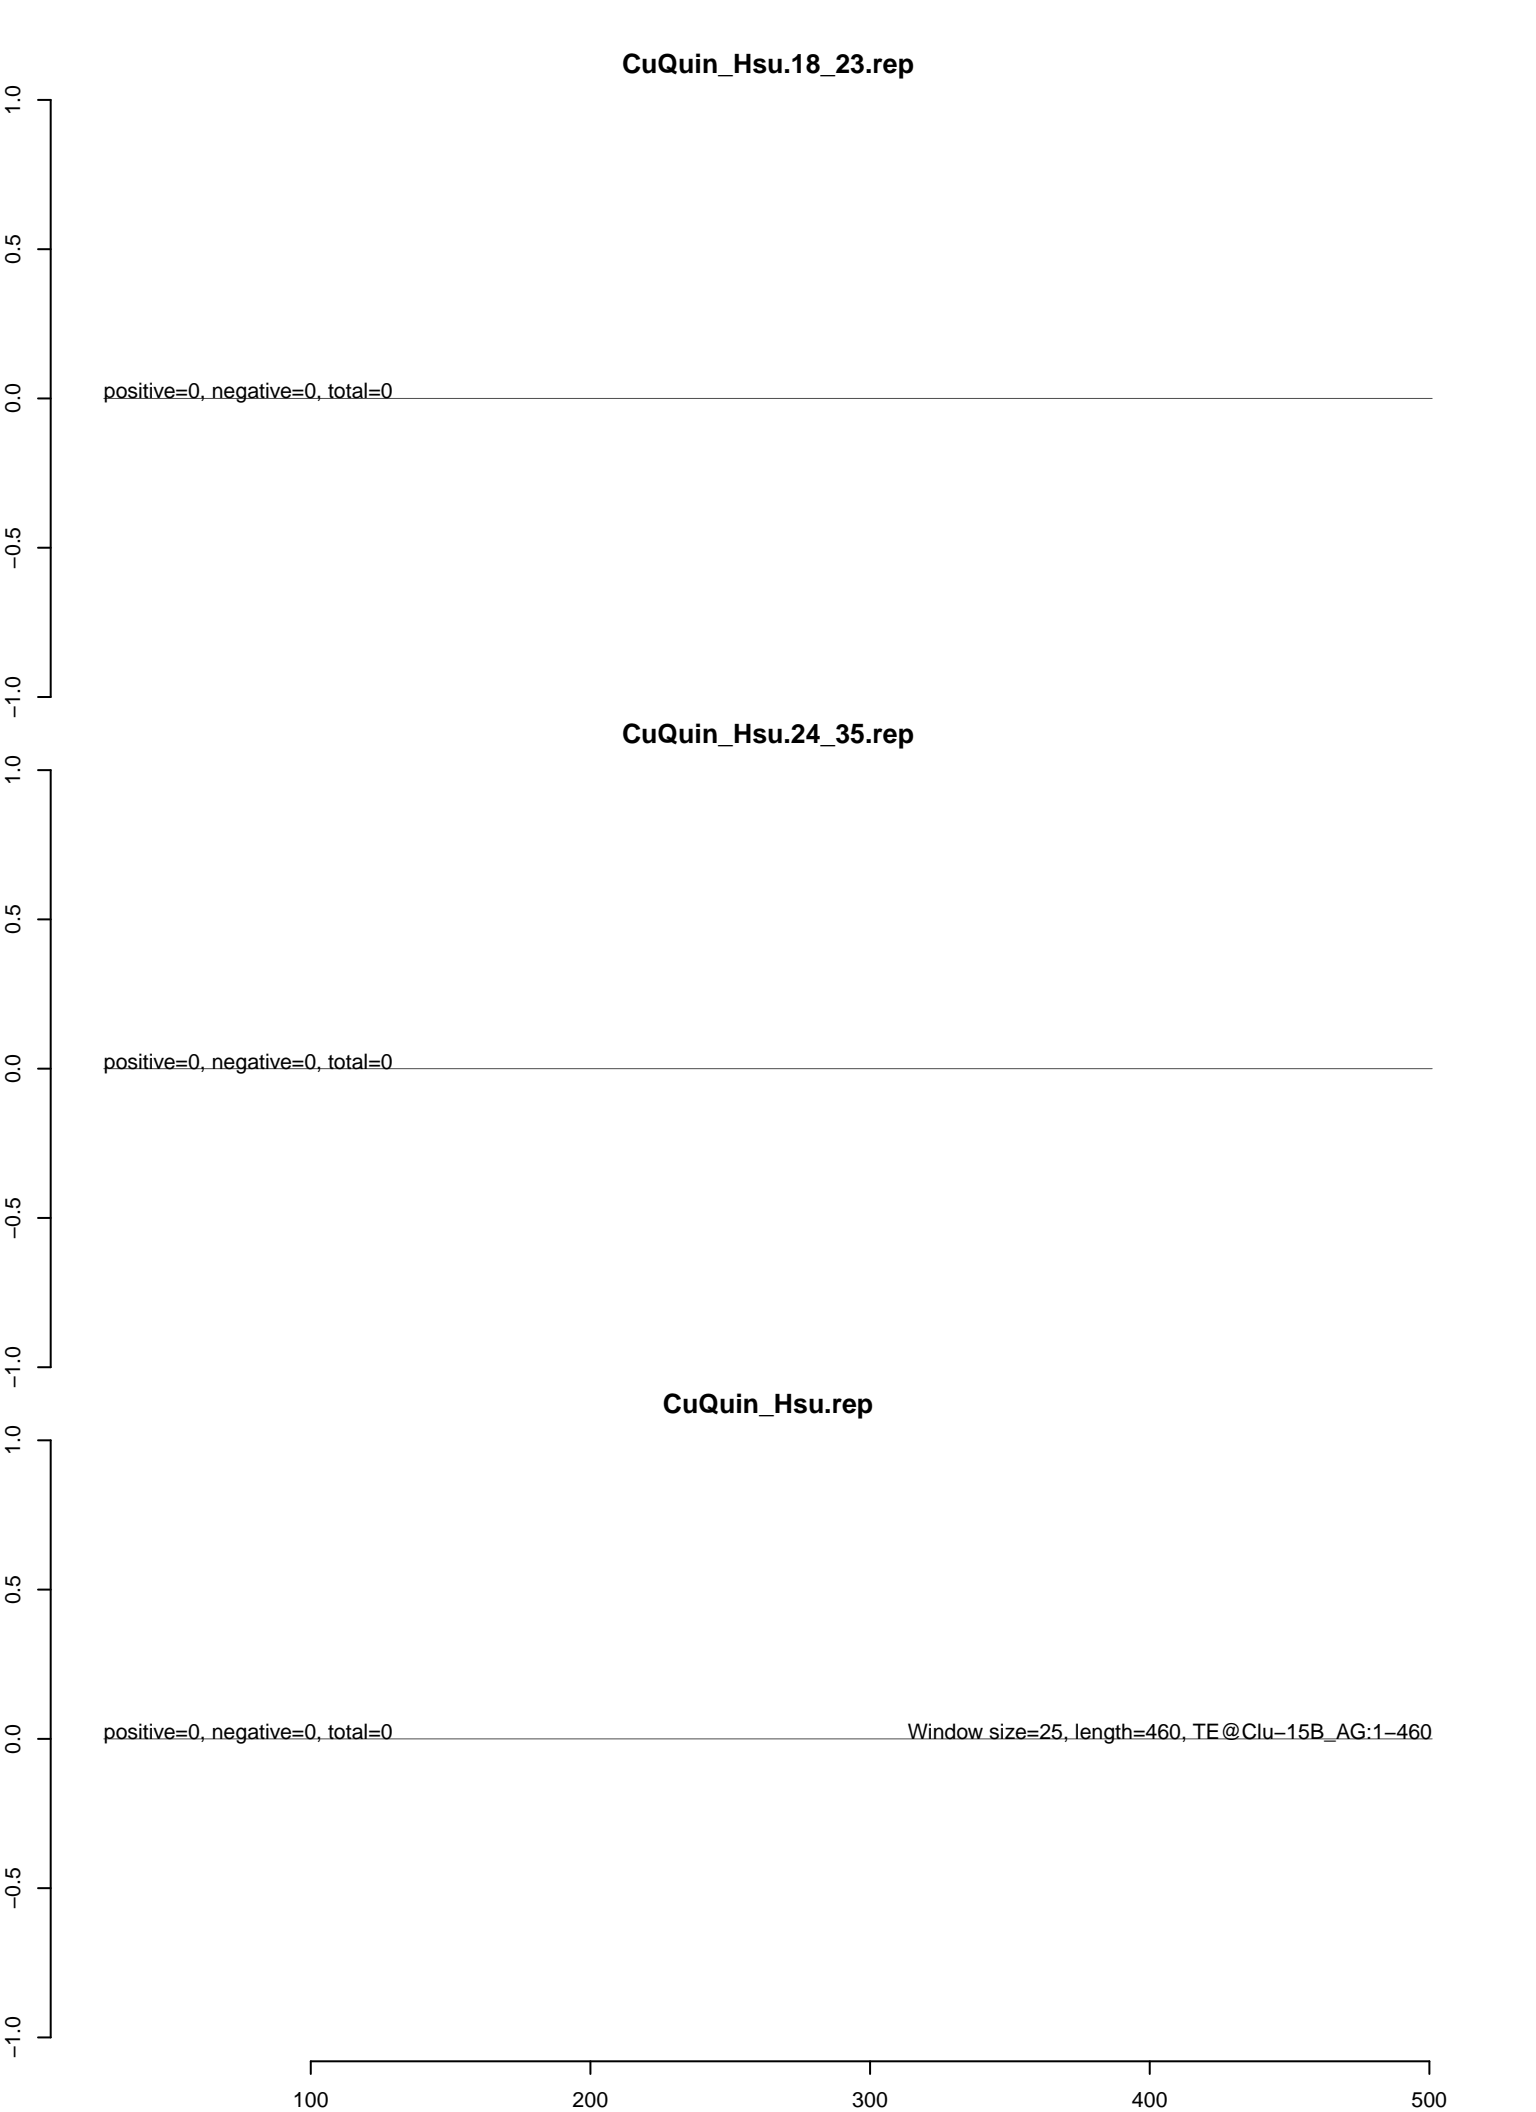 CuQuin_Hsu.18_23.rep
1.0
0.5
0.0
−0.5
−1.0
positive=0, negative=0, total=0
CuQuin_Hsu.24_35.rep
1.0
0.5
0.0
−0.5
−1.0
positive=0, negative=0, total=0
CuQuin_Hsu.rep
1.0
0.5
0.0
−0.5
−1.0
positive=0, negative=0, total=0
Window size=25, length=460, TE@Clu−15B_AG:1−460
100 200 300 400 500